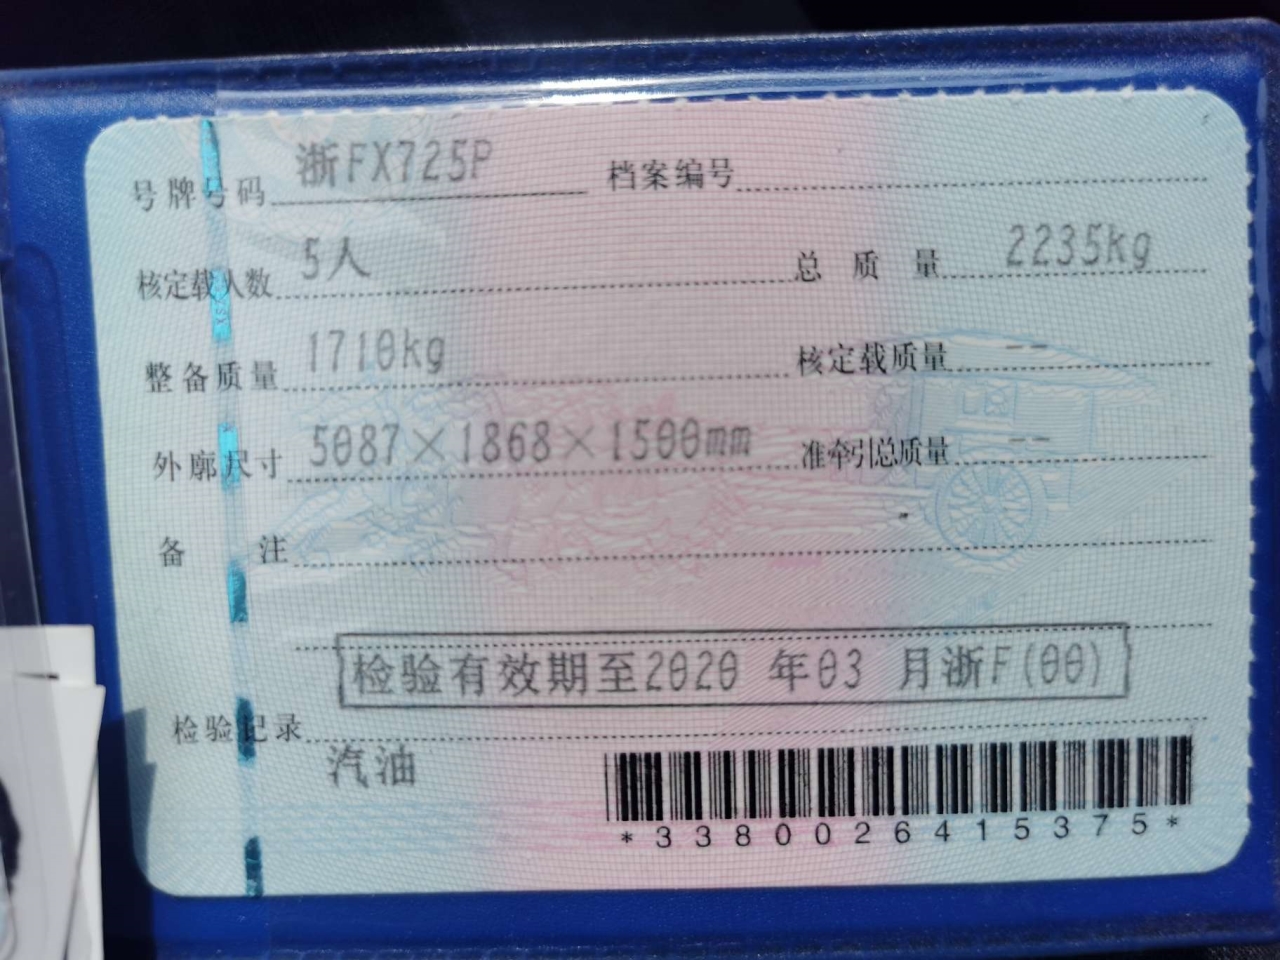 号牌号码 浙FX725P 档案编号
核定载人数 5人 总质量 2235kg
整备质量 1710kg 核定载质量 --
外廓尺寸 5087×1868×1500mm 准牵引总质量 --
备注
检验有效期至2020 年03 月浙F(00)
检验记录
汽油
*3380026415375*